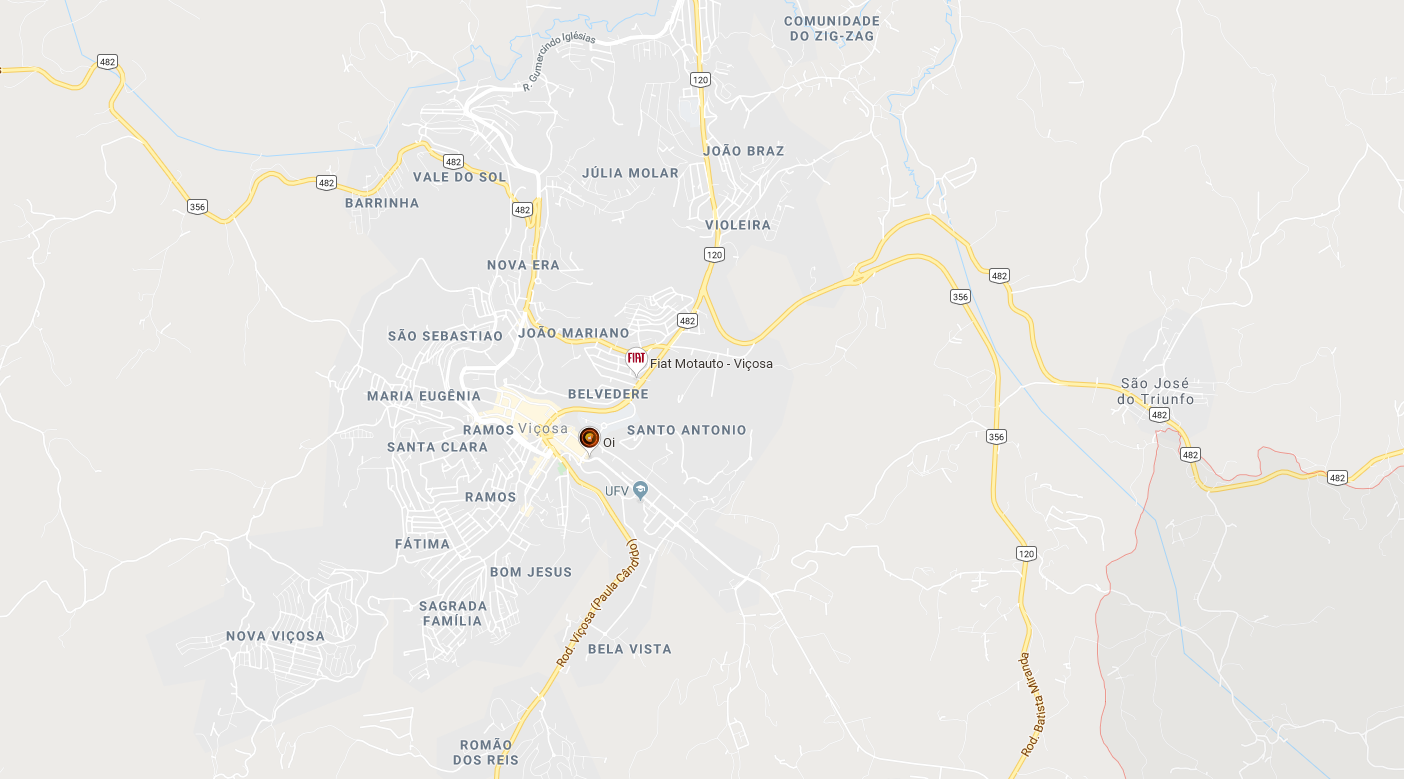 COMUNIDADE
DO ZIG-ZAG
R. Gumercindo Iglésias
482
120
JOÃO BRAZ
482
VALE DO SOL
JÚLIA MOLAR
482
BARRINHA
356
482
VIOLEIRA
120
NOVA ERA
482
356
482
SÃO SEBASTIAO
JOÃO MARIANO
FIAT
Fiat Motauto - Viçosa
São José
do Triunfo
MARIA EUGÊNIA
BELVEDERE
482
RAMOS
Viçosa
SANTO ANTONIO
Oi
356
SANTA CLARA
482
482
RAMOS
UFV
FÁTIMA
120
BOM JESUS
Rod. Viçosa (Paula Cândido)
SAGRADA
FAMÍLIA
NOVA VIÇOSA
BELA VISTA
Rod. Batista Miranda
ROMÃO
DOS REIS